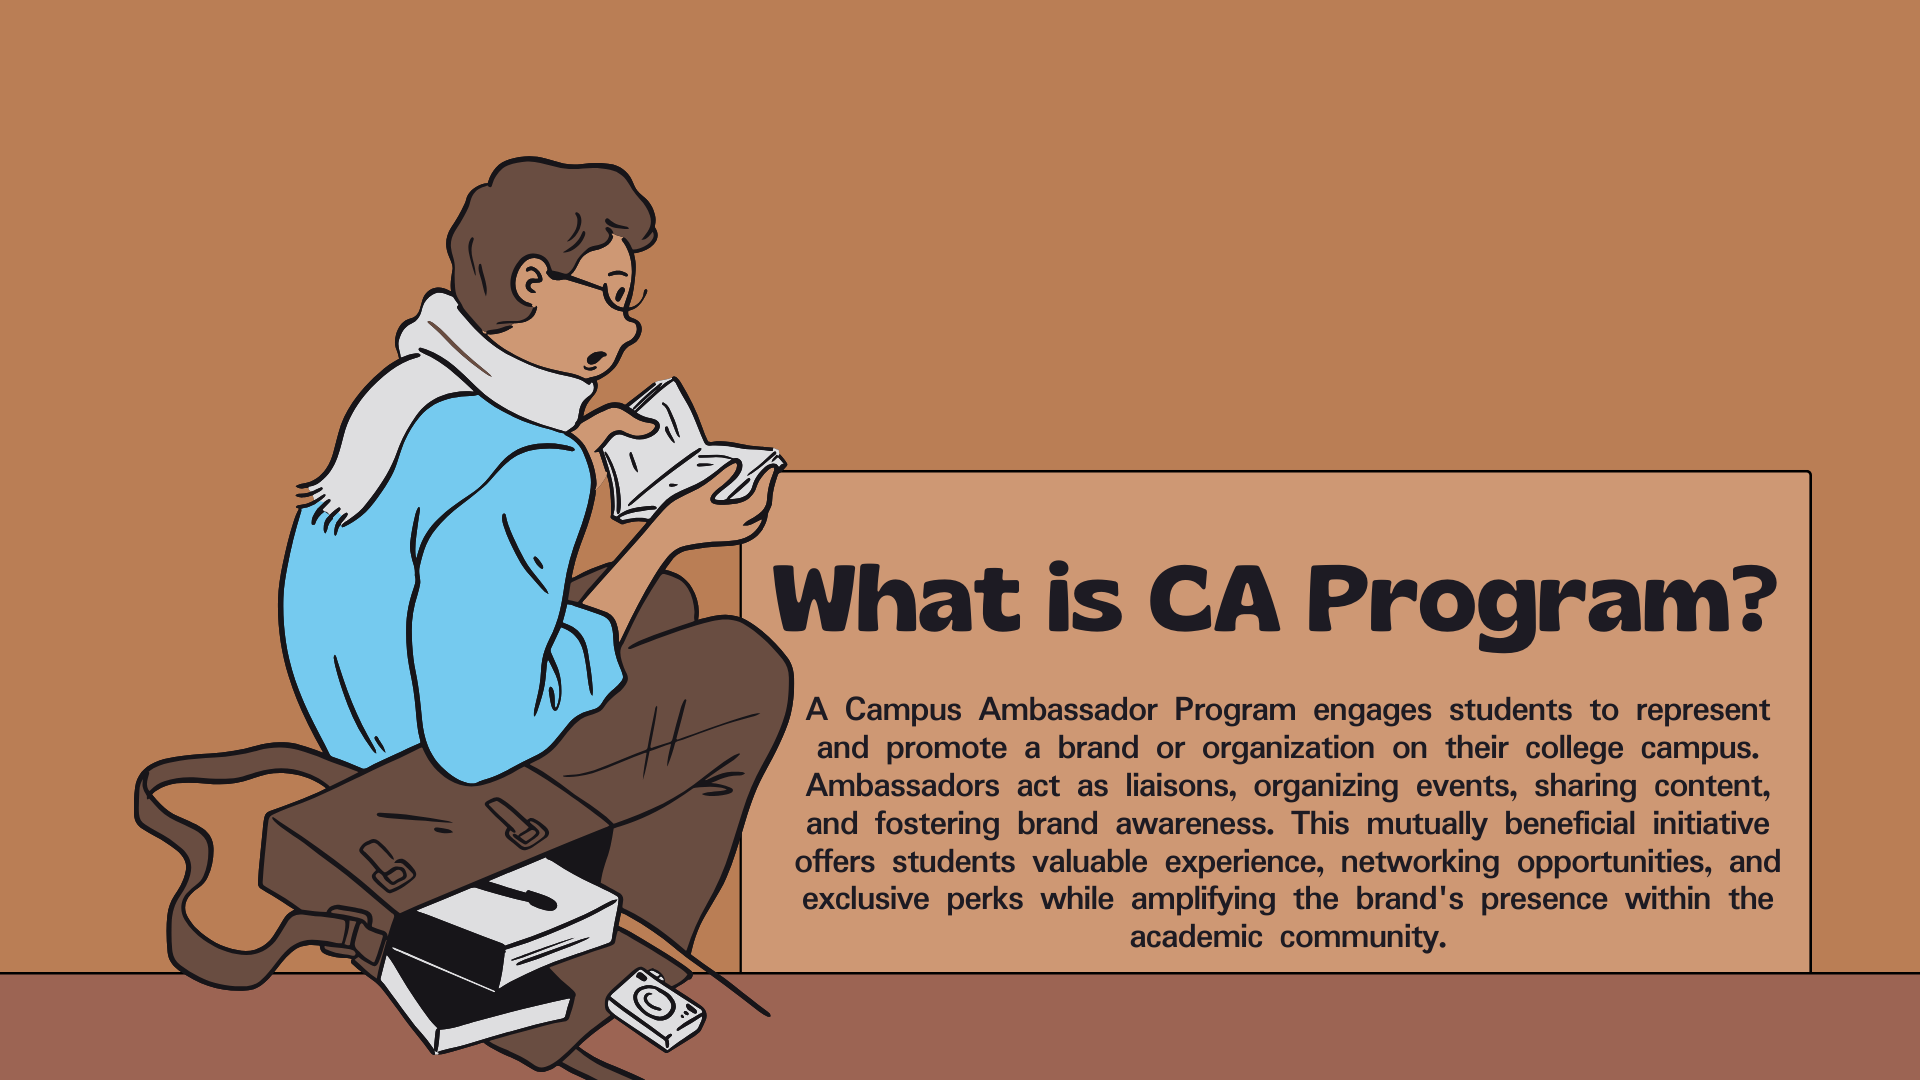 What is CA Program?
A Campus Ambassador Program engages students to represent
and promote a brand or organization on their college campus.
Ambassadors act as liaisons, organizing events, sharing content,
and fostering brand awareness. This mutually beneficial initiative
offers students valuable experience, networking opportunities, and
exclusive perks while amplifying the brand's presence within the
academic community.